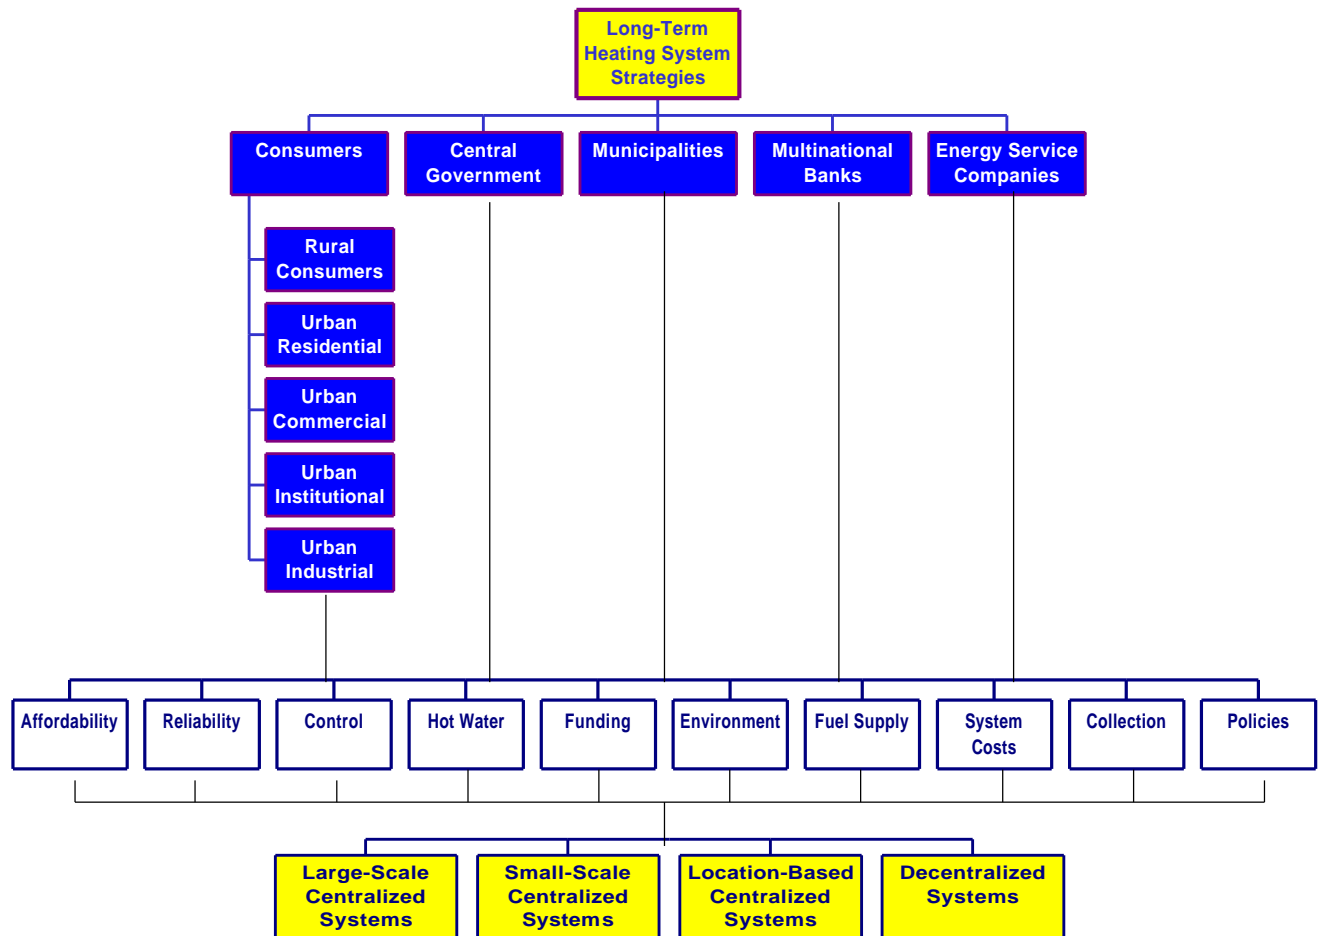 Long-Term
Heating System
Strategies
Consumers
Central
Government
Municipalities
Multinational
Banks
Energy Service
Companies
Rural
Consumers
Urban
Residential
Urban
Commercial
Urban
Institutional
Urban
Industrial
Affordability
Reliability
Control
Hot Water
Funding
Environment
Fuel Supply
System
Costs
Collection
Policies
Large-Scale
Centralized
Systems
Small-Scale
Centralized
Systems
Location-Based
Centralized
Systems
Decentralized
Systems